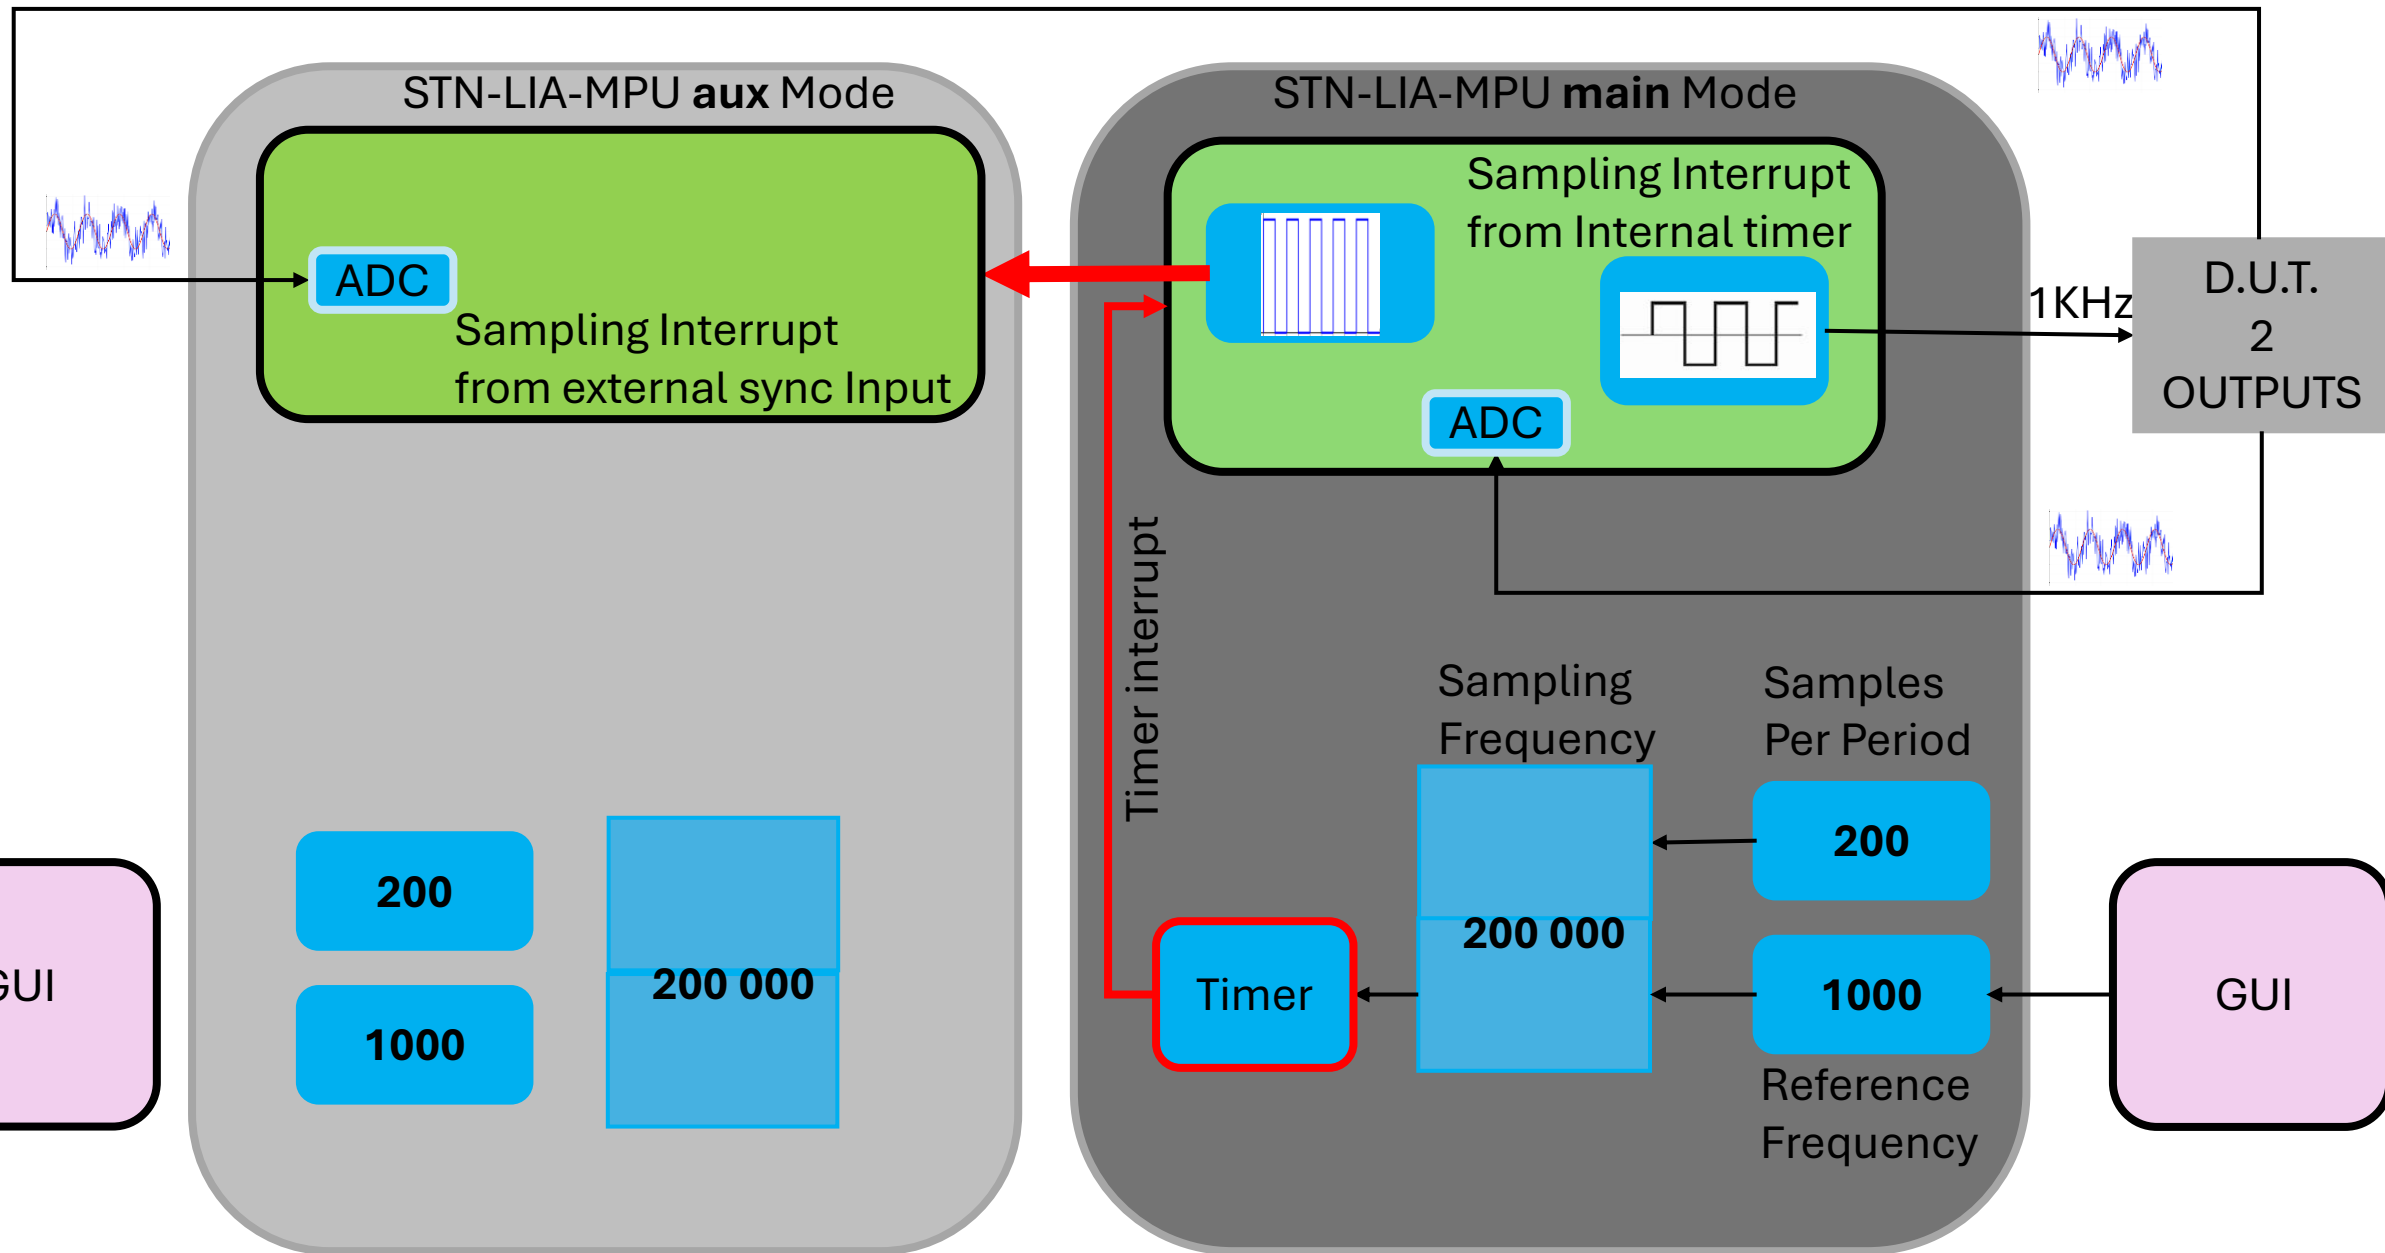 STN-LIA-MPU aux Mode
ADC
Sampling Interrupt
from external sync Input
200
1000
200 000
GUI
STN-LIA-MPU main Mode
Sampling Interrupt
from Internal timer
ADC
1KHz
D.U.T.
2
OUTPUTS
Timer interrupt
Sampling
Frequency
Samples
Per Period
200
200 000
Timer
1000
Reference
Frequency
GUI